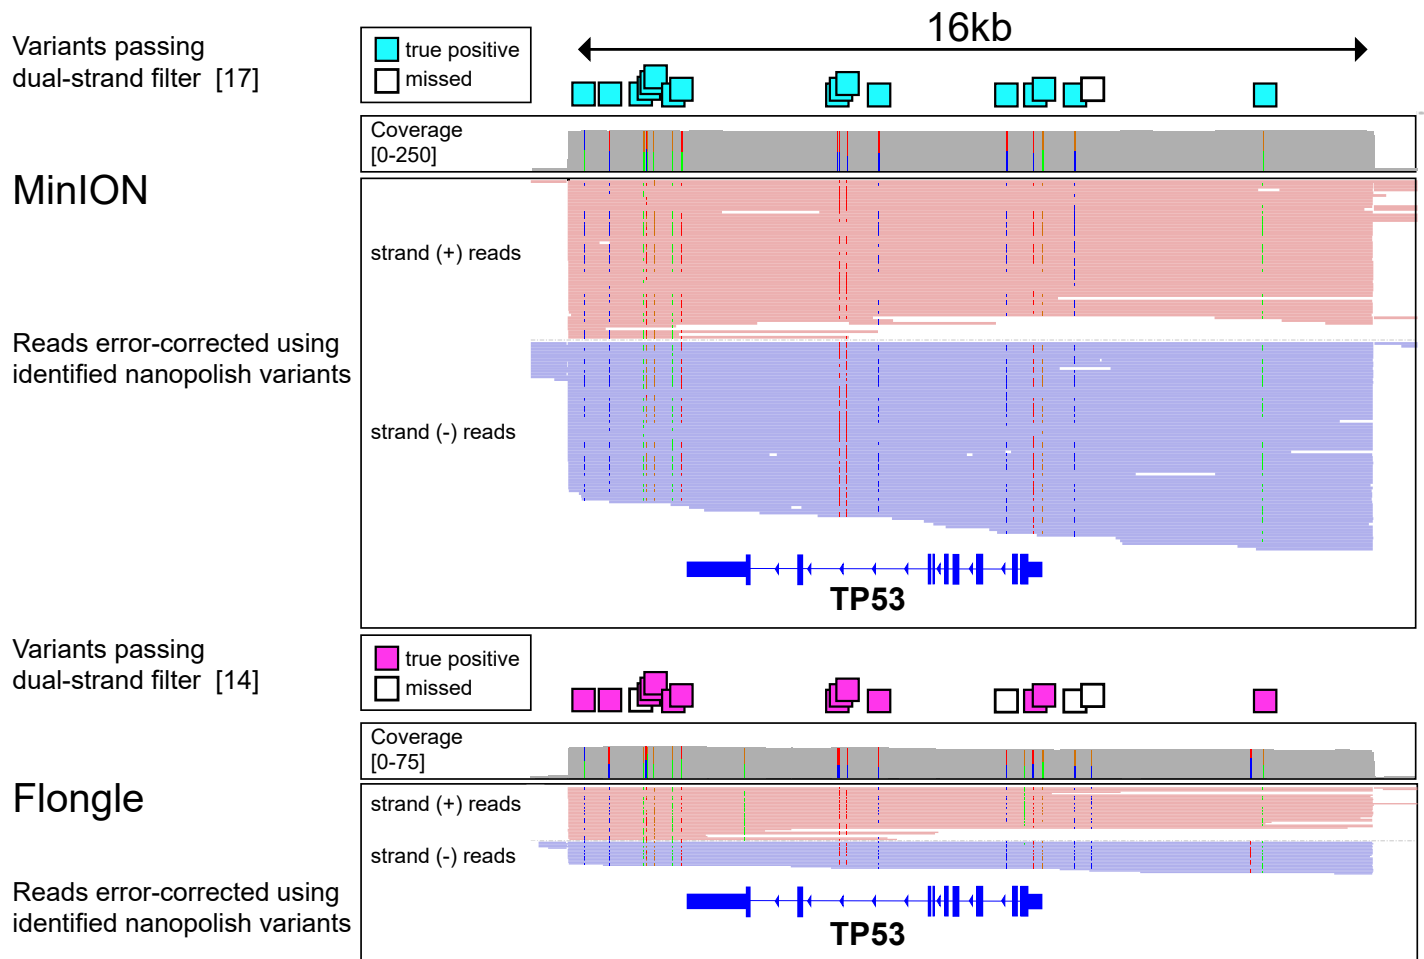 16kb
Variants passing
dual-strand filter [17]
true positive
missed
Coverage
[0-250]
MinION
strand (+) reads
Reads error-corrected using
identified nanopolish variants
strand (-) reads
TP53
Variants passing
dual-strand filter [14]
true positive
missed
Coverage
[0-75]
Flongle
strand (+) reads
strand (-) reads
Reads error-corrected using
identified nanopolish variants
TP53